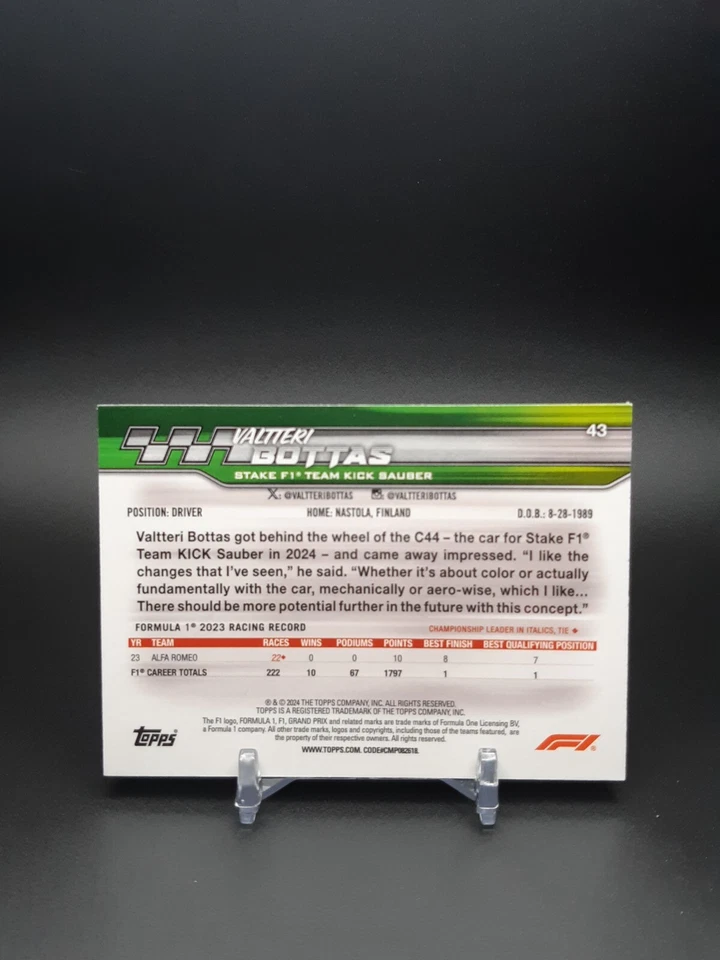 43
VALTTERI
BOTTAS
STAKE F1® TEAM KICK SAUBER
X: @VALTTERIBOTTAS @VALTTERIBOTTAS
POSITION: DRIVER HOME: NASTOLA, FINLAND D.O.B.: 8-28-1989
Valtteri Bottas got behind the wheel of the C44 – the car for Stake F1®
Team KICK Sauber in 2024 – and came away impressed. “I like the
changes that I’ve seen,” he said. “Whether it’s about color or actually
fundamentally with the car, mechanically or aero-wise, which I like...
There should be more potential further in the future with this concept.”
FORMULA 1® 2023 RACING RECORD CHAMPIONSHIP LEADER IN ITALICS, TIE ♦
YR TEAM RACES WINS PODIUMS POINTS BEST FINISH BEST QUALIFYING POSITION
23 ALFA ROMEO 22♦ 0 0 10 8 7
F1® CAREER TOTALS 222 10 67 1797 1 1
® & © 2024 THE TOPPS COMPANY, INC. ALL RIGHTS RESERVED.
TOPPS IS A REGISTERED TRADEMARK OF THE TOPPS COMPANY, INC.
The F1 logo, FORMULA 1, F1, GRAND PRIX and related marks are trade marks of Formula One Licensing BV,
a Formula 1 company. All other trade marks, logos and copyrights, including those of the teams featured, are
the property of their respective owners. All rights reserved.
WWW.TOPPS.COM. CODE#CMP082618.
Topps®
F1®